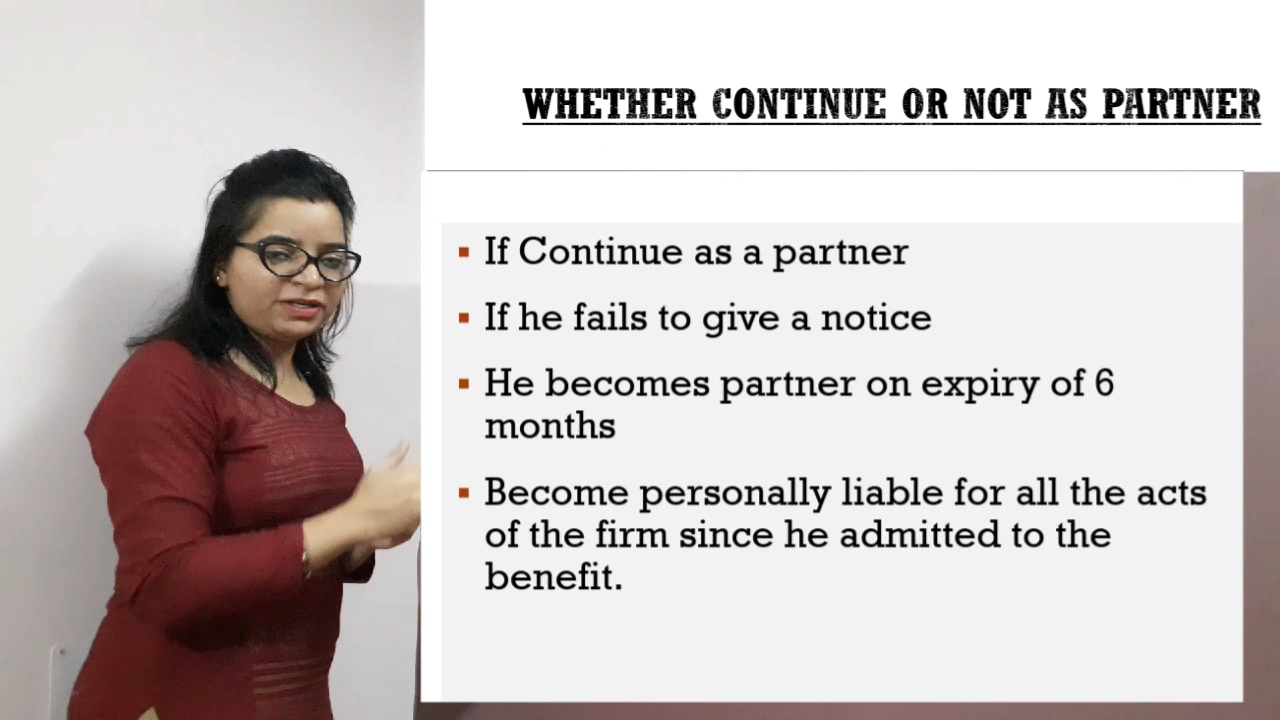 WHETHER CONTINUE OR NOT AS PARTNER
▪ If Continue as a partner
▪ If he fails to give a notice
▪ He becomes partner on expiry of 6
months
▪ Become personally liable for all the acts
of the firm since he admitted to the
benefit.